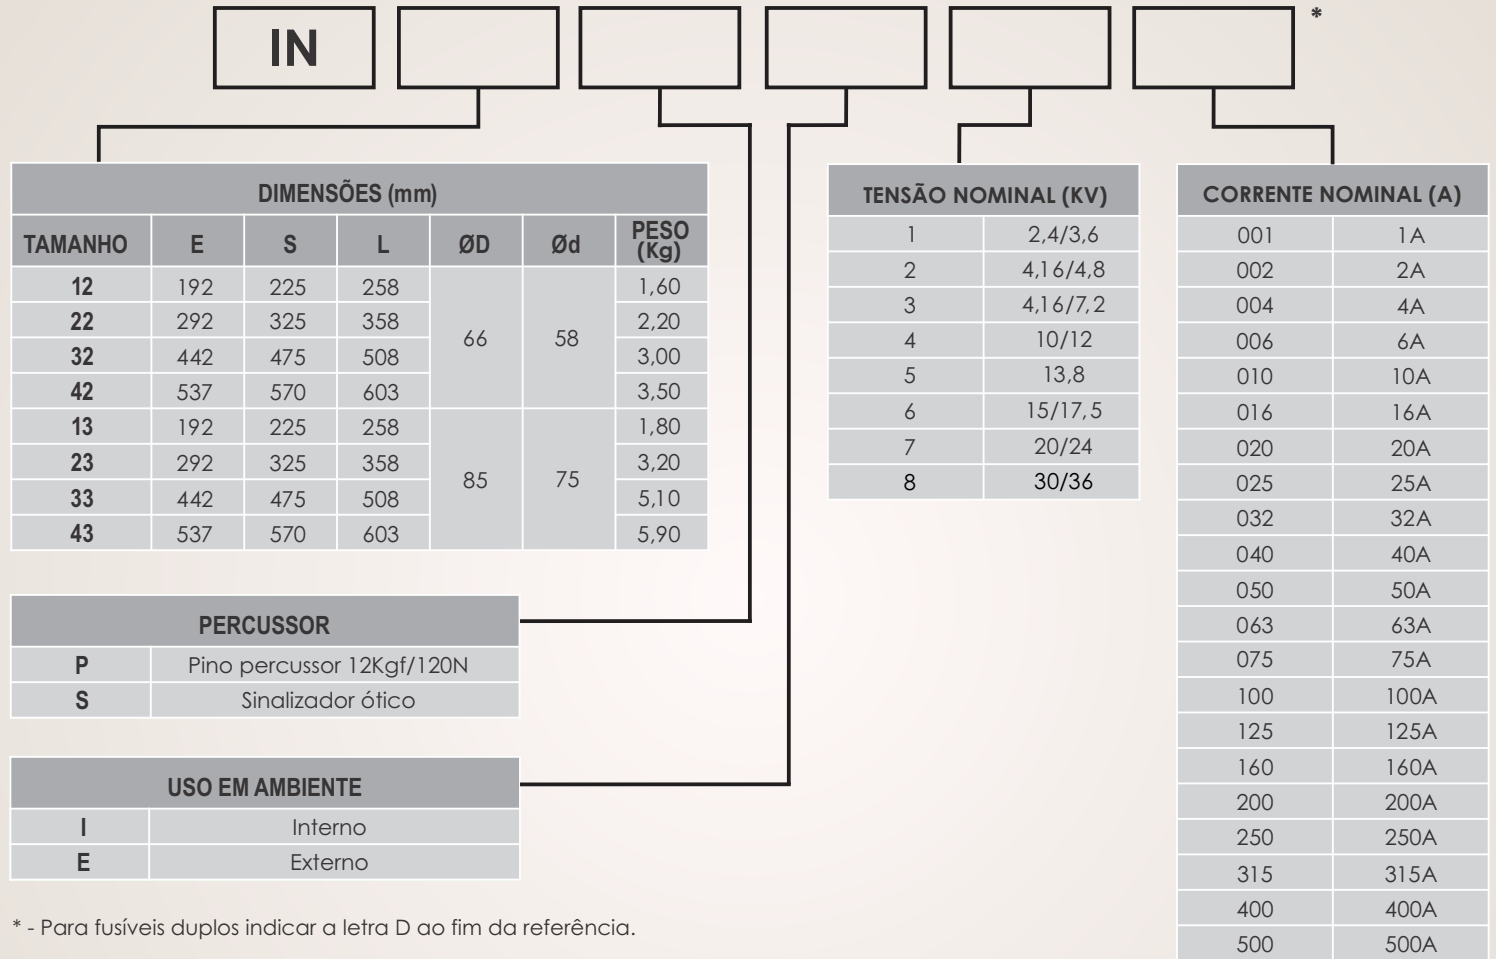 IN
*
DIMENSÕES (mm)
TAMANHO E S L ØD Ød PESO (Kg)
12 192 225 258 66 58 1,60
22 292 325 358 2,20
32 442 475 508 3,00
42 537 570 603 3,50
13 192 225 258 85 75 1,80
23 292 325 358 3,20
33 442 475 508 5,10
43 537 570 603 5,90
PERCUSSOR
P Pino percussor 12Kgf/120N
S Sinalizador ótico
USO EM AMBIENTE
I Interno
E Externo
* - Para fusíveis duplos indicar a letra D ao fim da referência.
TENSÃO NOMINAL (KV)
1 2,4/3,6
2 4,16/4,8
3 4,16/7,2
4 10/12
5 13,8
6 15/17,5
7 20/24
8 30/36
CORRENTE NOMINAL (A)
001 1A
002 2A
004 4A
006 6A
010 10A
016 16A
020 20A
025 25A
032 32A
040 40A
050 50A
063 63A
075 75A
100 100A
125 125A
160 160A
200 200A
250 250A
315 315A
400 400A
500 500A